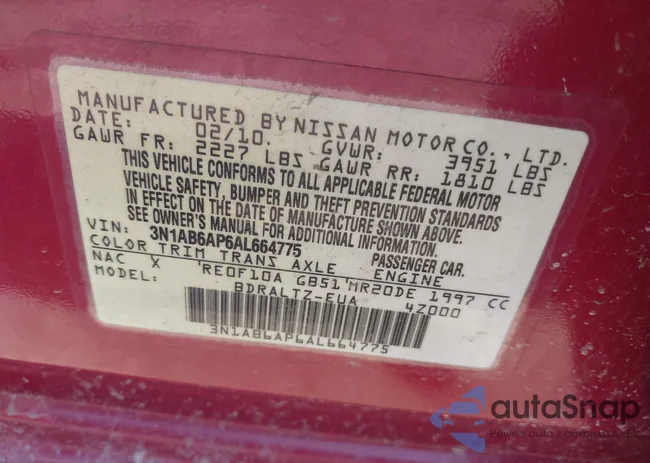 MANUFACTURED BY NISSAN MOTOR CO., LTD.
DATE: 02/10. GVWR: 3951 LBS
GAWR FR: 2227 LBS GAWR RR: 1810 LBS
THIS VEHICLE CONFORMS TO ALL APPLICABLE FEDERAL MOTOR
VEHICLE SAFETY, BUMPER AND THEFT PREVENTION STANDARDS
IN EFFECT ON THE DATE OF MANUFACTURE SHOWN ABOVE.
SEE OWNER'S MANUAL FOR ADDITIONAL INFORMATION.
VIN: 3N1AB6AP6AL664775 PASSENGER CAR.
COLOR TRIM TRANS AXLE ENGINE
NAC X 'RE0F10A GB51'MR20DE 1997 CC
MODEL: BDRALTZ-EUA 4Z000
3N1AB6AP6AL664775
autaSnap
Pewne auta z aukcji